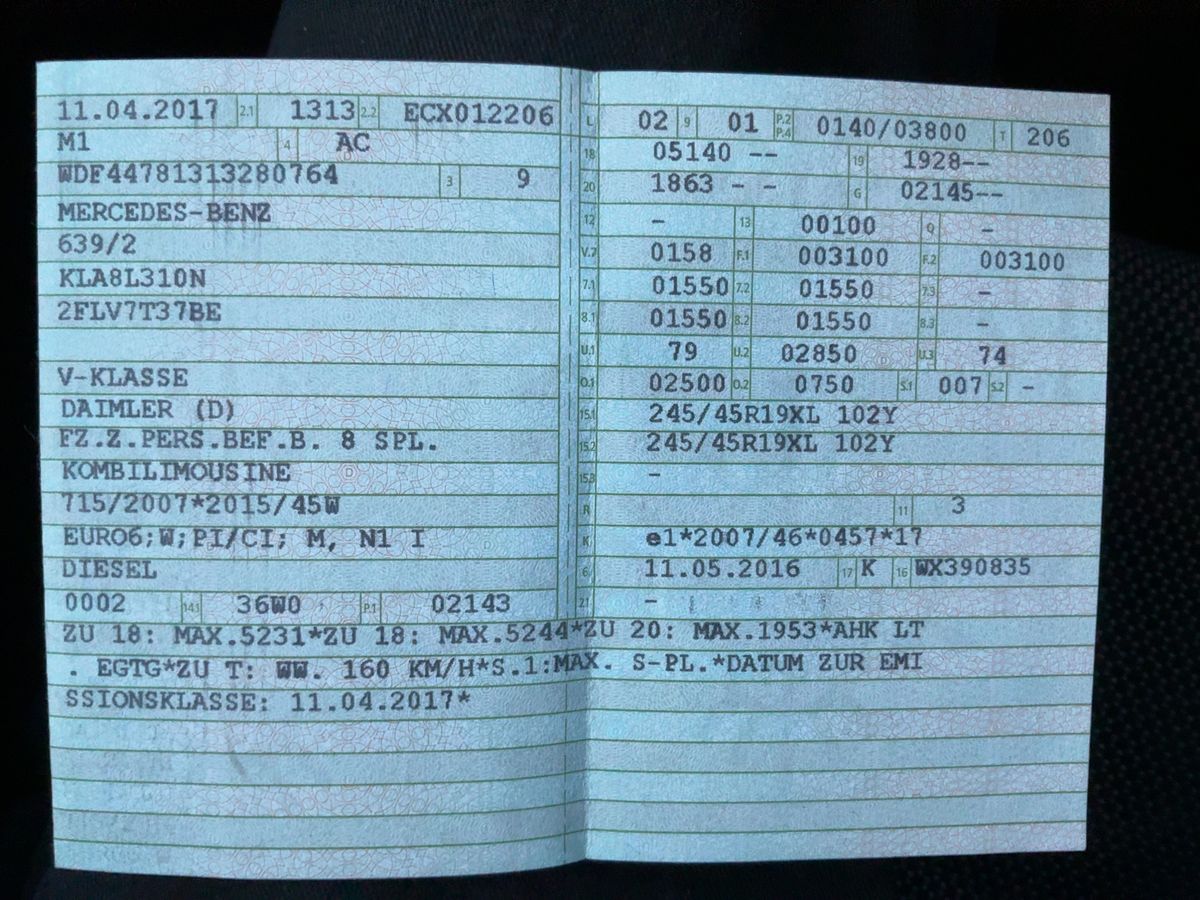 11.04.2017 2.1 1313 2.2 ECX012206 L 02 9 01 P.2 P.4 0140/03800 T 206
M1 4 AC 18 05140 -- 19 1928--
WDF44781313280764 3 9 20 1863 - - G 02145--
MERCEDES-BENZ 12 - 13 00100 Q -
639/2 V.7 0158 F.1 003100 F.2 003100
KLA8L310N 7.1 01550 7.2 01550 7.3 -
2FLV7T37BE 8.1 01550 8.2 01550 8.3 -
U.1 79 U.2 02850 U.3 74
V-KLASSE O.1 02500 O.2 0750 S.1 007 S.2 -
DAIMLER (D) 15.1 245/45R19XL 102Y
FZ.Z.PERS.BEF.B. 8 SPL. 15.2 245/45R19XL 102Y
KOMBILIMOUSINE 15.3 -
715/2007*2015/45W R 11 3
EURO6;W;PI/CI; M, N1 I K e1*2007/46*0457*17
DIESEL 6 11.05.2016 17 K 16 WX390835
0002 14.1 36W0 P.1 02143 21 -
ZU 18: MAX.5231*ZU 18: MAX.5244*ZU 20: MAX.1953*AHK LT
. EGTG*ZU T: WW. 160 KM/H*S.1:MAX. S-PL.*DATUM ZUR EMI
SSIONSKLASSE: 11.04.2017*